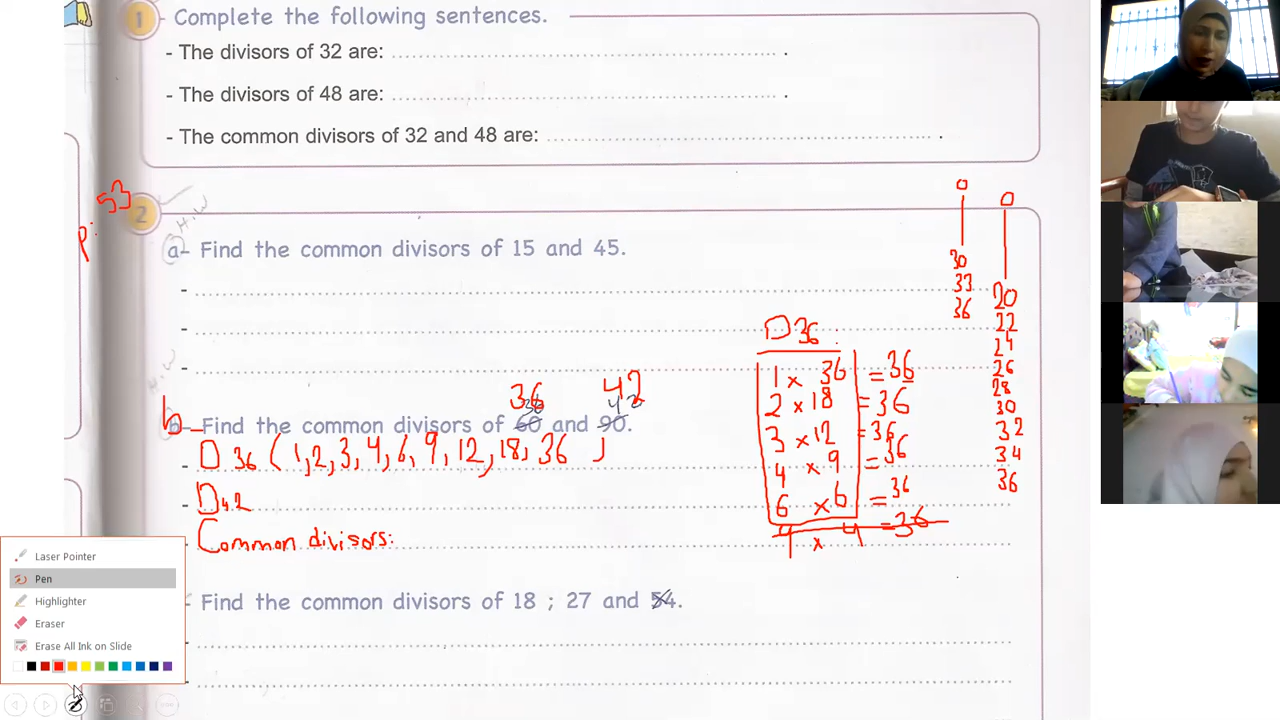 1
Complete the following sentences.
- The divisors of 32 are: .
- The divisors of 48 are: .
- The common divisors of 32 and 48 are: .
p: 53
2
H.W
a- Find the common divisors of 15 and 45.
-
-
-
H.W
36 42
b- Find the common divisors of 60 and 90.
- D 36 ( 1, 2, 3, 4, 6, 9, 12, 18, 36 )
- D42
- Common divisors:
Find the common divisors of 18 ; 27 and 54.
-
-
D 36 :
1 x 36 = 36
2 x 18 = 36
3 x 12 = 36
4 x 9 = 36
6 x 6 = 36
9 x 4 = 36
0
30
33
36
0
20
22
24
26
28
30
32
34
36
Laser Pointer
Pen
Highlighter
Eraser
Erase All Ink on Slide